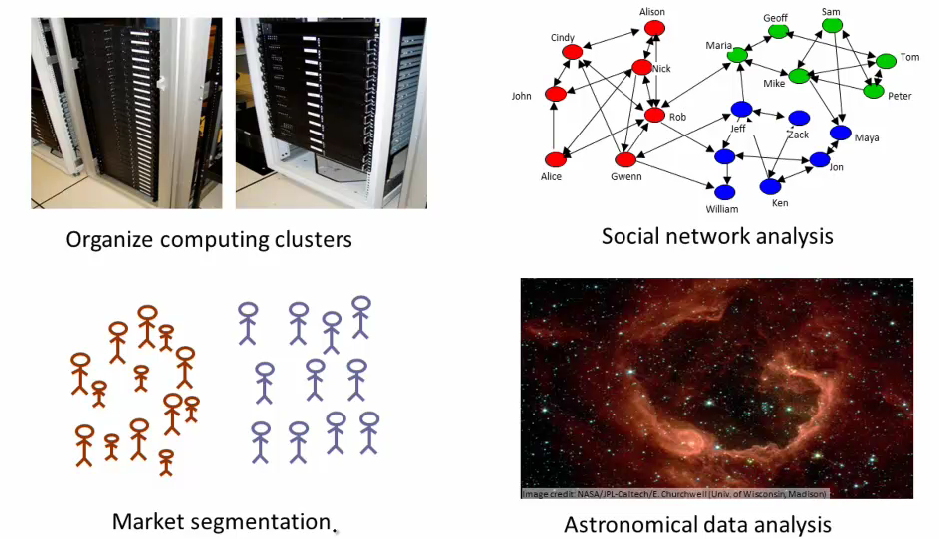 Alison
Cindy
Nick
John
Rob
Alice
Gwenn
Geoff
Sam
Maria
Tom
Mike
Peter
Jeff
Zack
Maya
Jon
William
Ken
Organize computing clusters
Social network analysis
Image credit: NASA/JPL-Caltech/E. Churchwell (Univ. of Wisconsin, Madison)
Market segmentation.
Astronomical data analysis